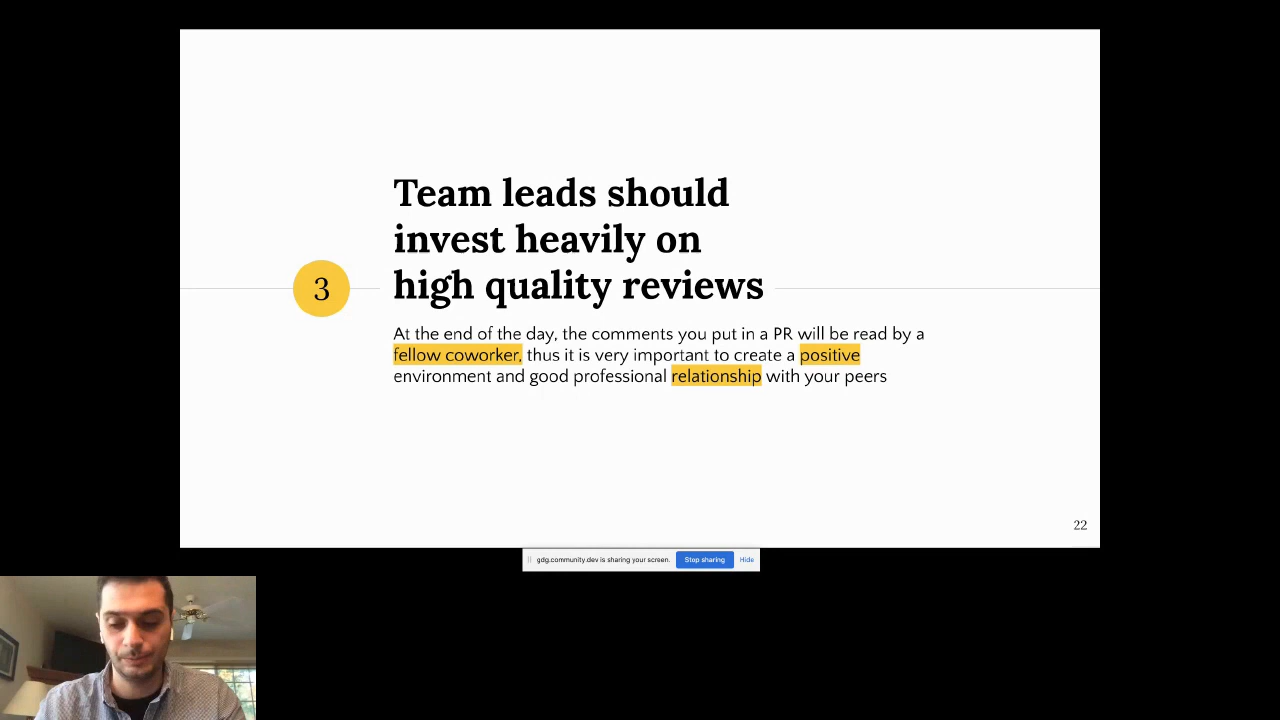 Team leads should
invest heavily on
3
high quality reviews
At the end of the day, the comments you put in a PR will be read by a
fellow coworker, thus it is very important to create a positive
environment and good professional relationship with your peers
22
gdg.community.dev is sharing your screen. Stop sharing Hide